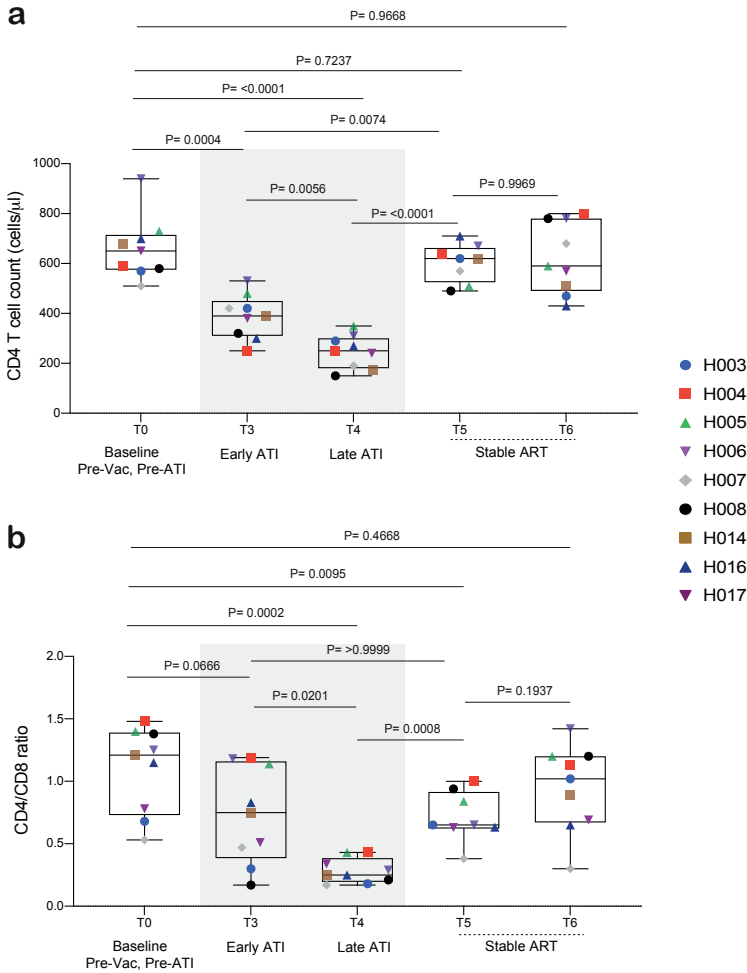 a
P= 0.9668
P= 0.7237
P= <0.0001
P= 0.0074
P= 0.0004
P= 0.0056
P= 0.9969
P= <0.0001
CD4 T cell count (cells/µl)
1000
800
600
400
200
0
T0
T3
T4
T5
T6
Baseline
Pre-Vac, Pre-ATI
Early ATI
Late ATI
Stable ART
H003
H004
H005
H006
H007
H008
H014
H016
H017
b
P= 0.4668
P= 0.0095
P= 0.0002
P= >0.9999
P= 0.0666
P= 0.0201
P= 0.1937
P= 0.0008
CD4/CD8 ratio
2.0
1.5
1.0
0.5
0.0
T0
T3
T4
T5
T6
Baseline
Pre-Vac, Pre-ATI
Early ATI
Late ATI
Stable ART